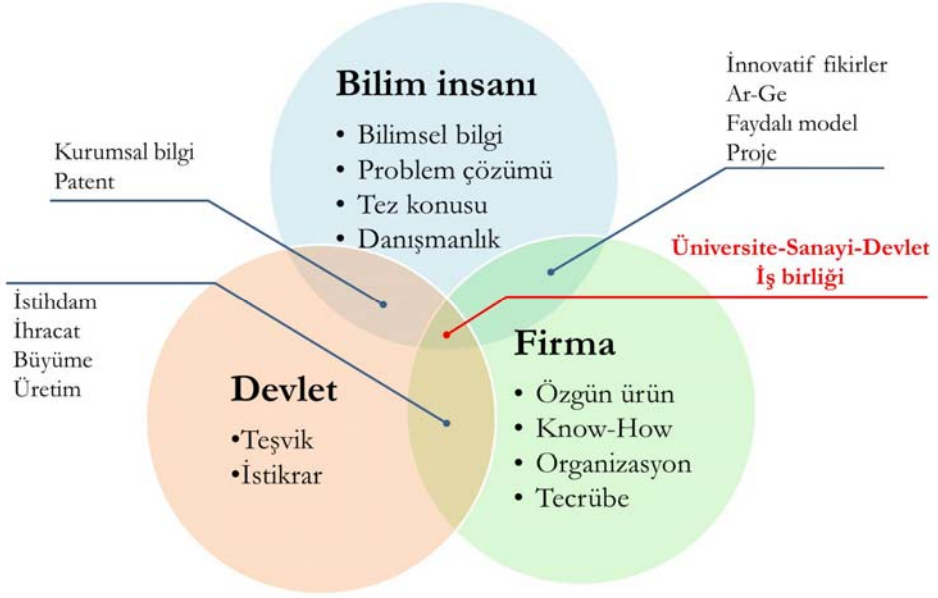 Bilim insanı
• Bilimsel bilgi
• Problem çözümü
• Tez konusu
• Danışmanlık
İnnovatif fikirler
Ar-Ge
Faydalı model
Proje
Kurumsal bilgi
Patent
Üniversite-Sanayi-Devlet
İş birliği
İstihdam
İhracat
Büyüme
Üretim
Devlet
•Teşvik
•İstikrar
Firma
• Özgün ürün
• Know-How
• Organizasyon
• Tecrübe